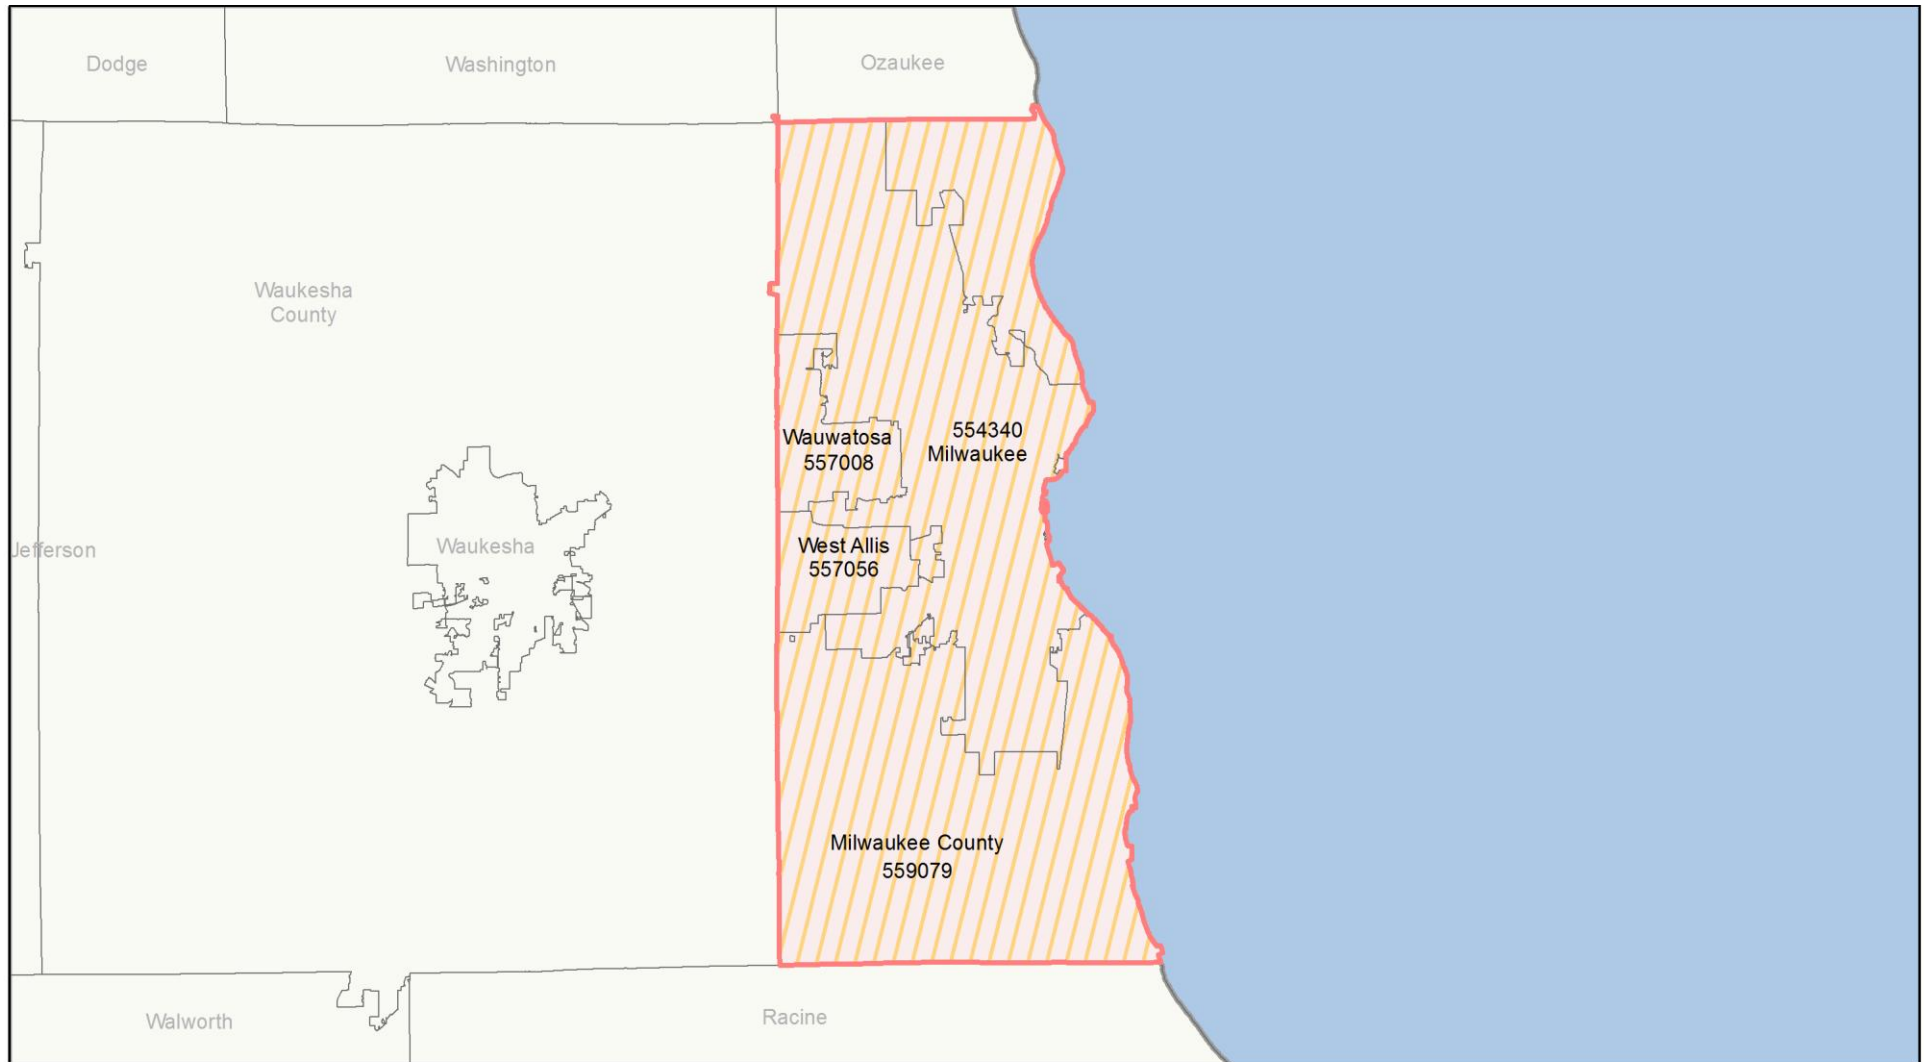 Dodge
Washington
Ozaukee
Waukesha
County
Wauwatosa
557008
554340
Milwaukee
Jefferson
Waukesha
West Allis
557056
Milwaukee County
559079
Walworth
Racine